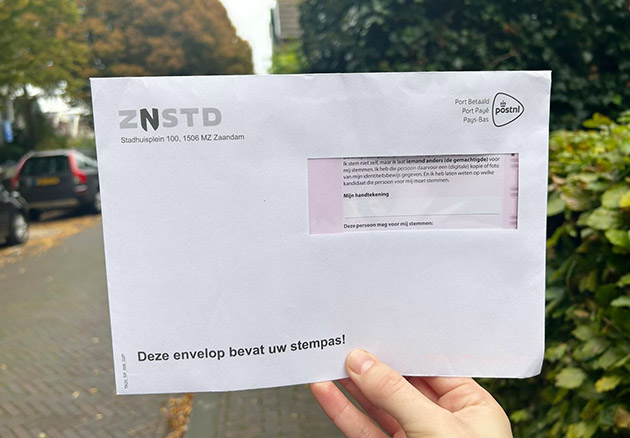 ZNSTD
Stadhuisplein 100, 1506 MZ Zaandam
Port Betaald
Port Payé
Pays-Bas
postnl
Ik stem niet zelf, maar ik laat iemand anders (de gemachtigde) voor
mij stemmen. Ik heb die persoon daarvoor een (digitale) kopie of foto
van mijn identiteitsbewijs gegeven. En ik heb laten weten op welke
kandidaat die persoon voor mij moet stemmen.
Mijn handtekening
Deze persoon mag voor mij stemmen:
Deze envelop bevat uw stempas!